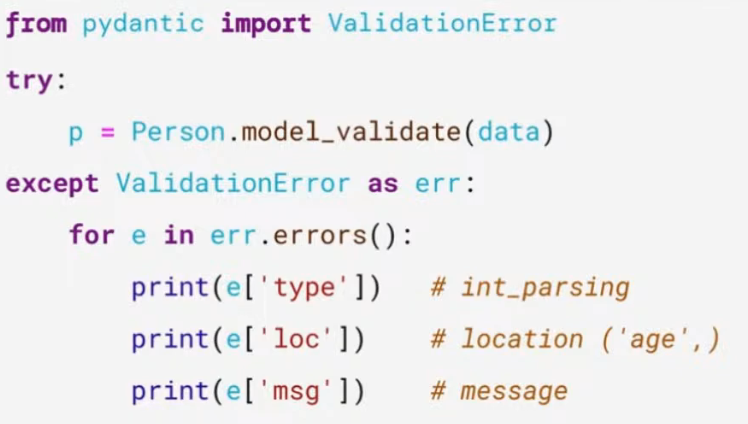 from pydantic import ValidationError
try:
    p = Person.model_validate(data)
except ValidationError as err:
    for e in err.errors():
        print(e['type'])   # int_parsing
        print(e['loc'])    # location ('age',)
        print(e['msg'])    # message